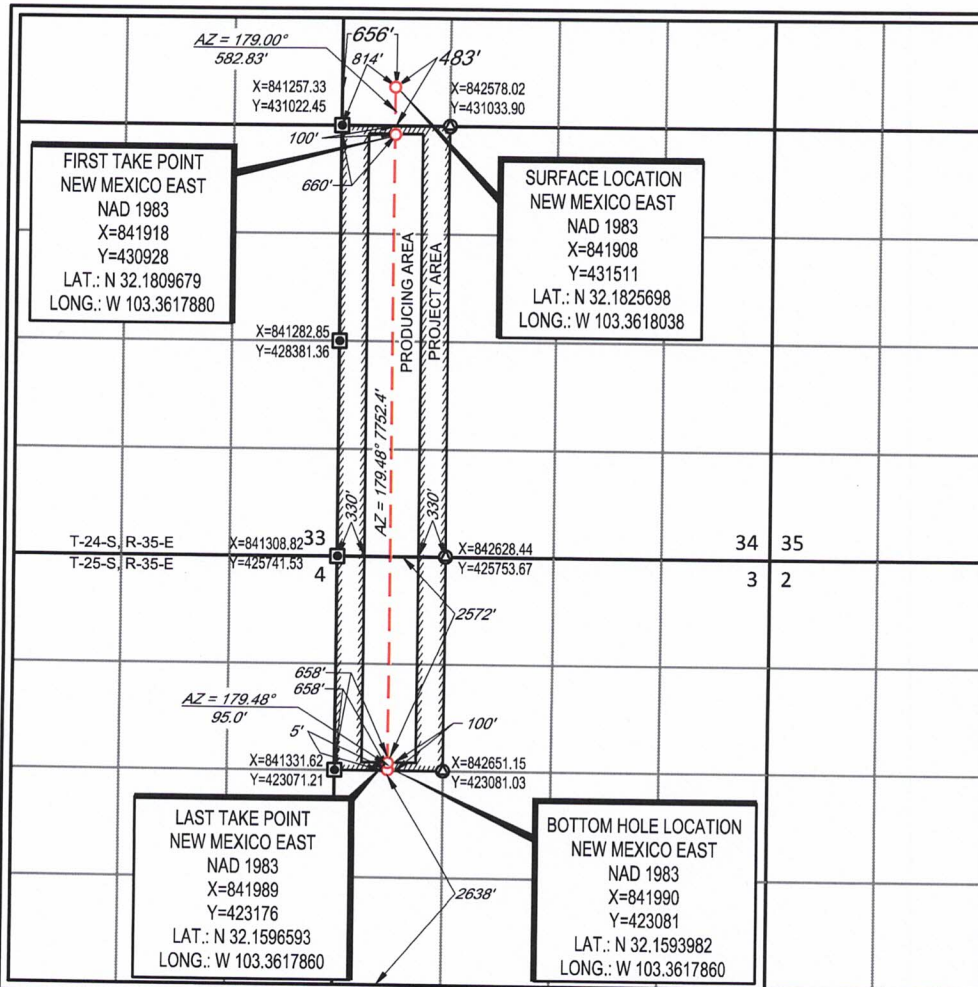 AZ = 179.00°
582.83'
656'
814'
483'
X=841257.33
Y=431022.45
X=842578.02
Y=431033.90
100'
660'
FIRST TAKE POINT
NEW MEXICO EAST
NAD 1983
X=841918
Y=430928
LAT.: N 32.1809679
LONG.: W 103.3617880
SURFACE LOCATION
NEW MEXICO EAST
NAD 1983
X=841908
Y=431511
LAT.: N 32.1825698
LONG.: W 103.3618038
PRODUCING AREA
PROJECT AREA
X=841282.85
Y=428381.36
AZ = 179.48° 7752.4'
330'
330'
T-24-S, R-35-E
T-25-S, R-35-E
33
4
X=841308.82
Y=425741.53
X=842628.44
Y=425753.67
34 35
3 2
2572'
658'
658'
AZ = 179.48°
95.0'
5'
100'
X=841331.62
Y=423071.21
X=842651.15
Y=423081.03
LAST TAKE POINT
NEW MEXICO EAST
NAD 1983
X=841989
Y=423176
LAT.: N 32.1596593
LONG.: W 103.3617860
BOTTOM HOLE LOCATION
NEW MEXICO EAST
NAD 1983
X=841990
Y=423081
LAT.: N 32.1593982
LONG.: W 103.3617860
2638'